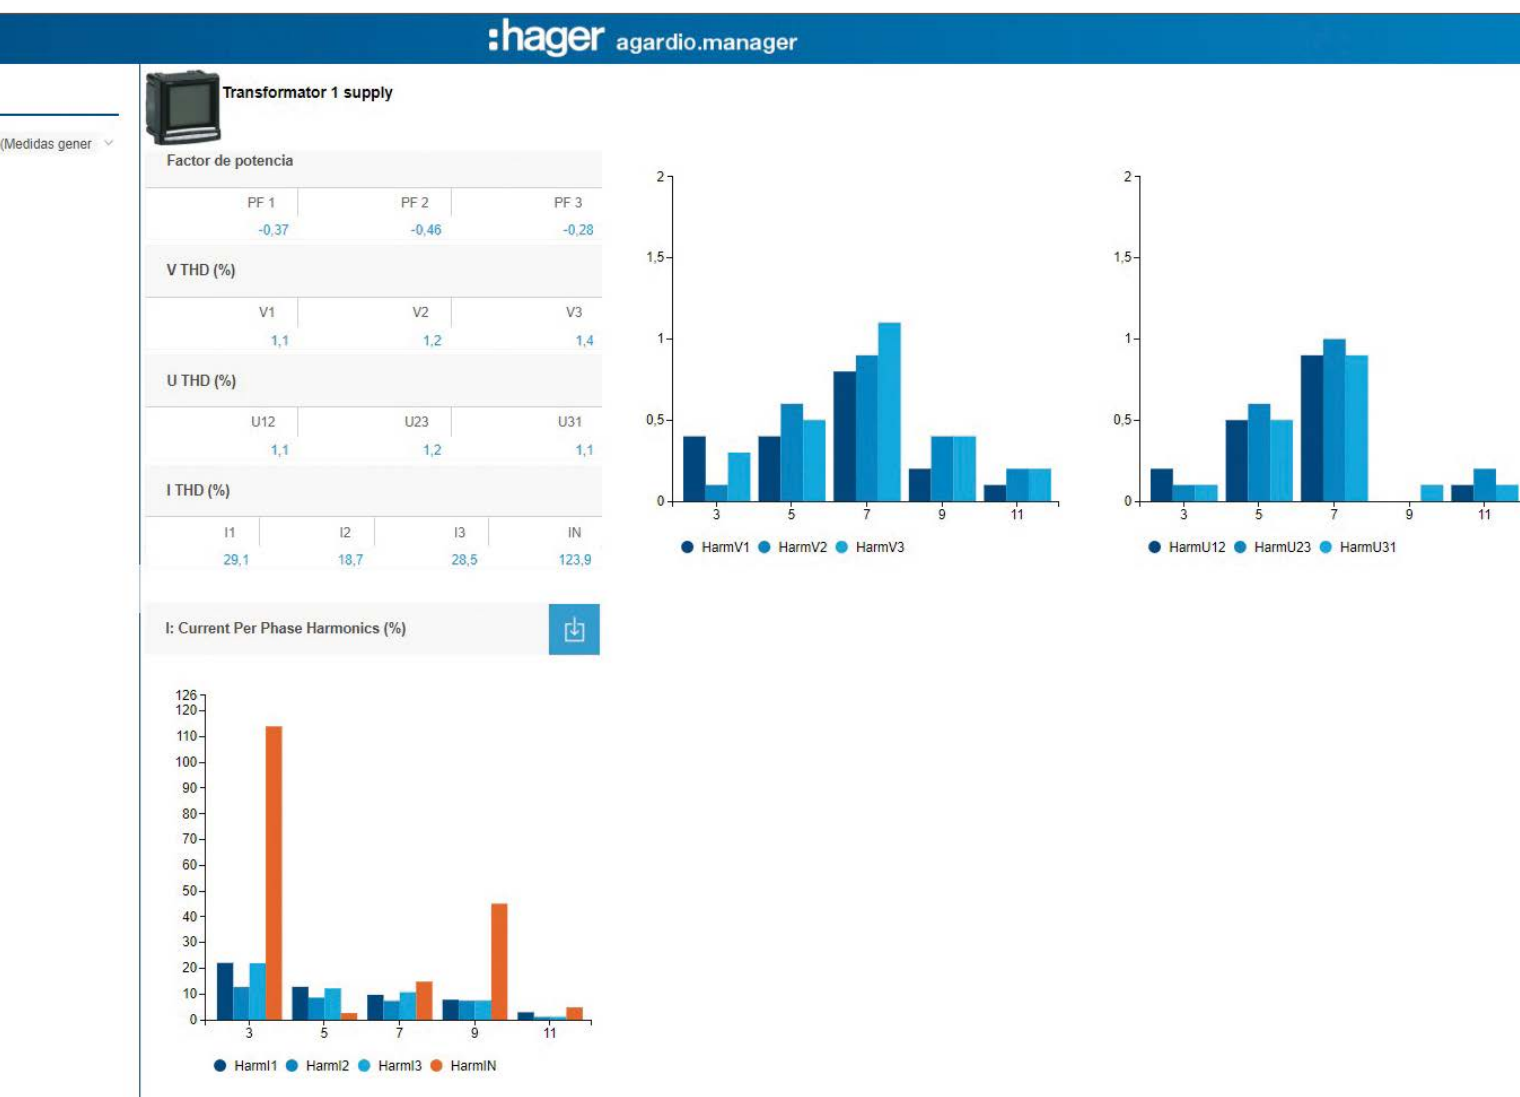 :hager agardio.manager
(Medidas gener
Transformator 1 supply
Factor de potencia
PF 1 PF 2 PF 3
-0,37 -0,46 -0,28
V THD (%)
V1 V2 V3
1,1 1,2 1,4
U THD (%)
U12 U23 U31
1,1 1,2 1,1
I THD (%)
I1 I2 I3 IN
29,1 18,7 28,5 123,9
2
1,5
1
0,5
0
3 5 7 9 11
HarmV1 HarmV2 HarmV3
2
1,5
1
0,5
0
3 5 7 9 11
HarmU12 HarmU23 HarmU31
I: Current Per Phase Harmonics (%)
126
120
110
100
90
80
70
60
50
40
30
20
10
0
3 5 7 9 11
HarmI1 HarmI2 HarmI3 HarmIN